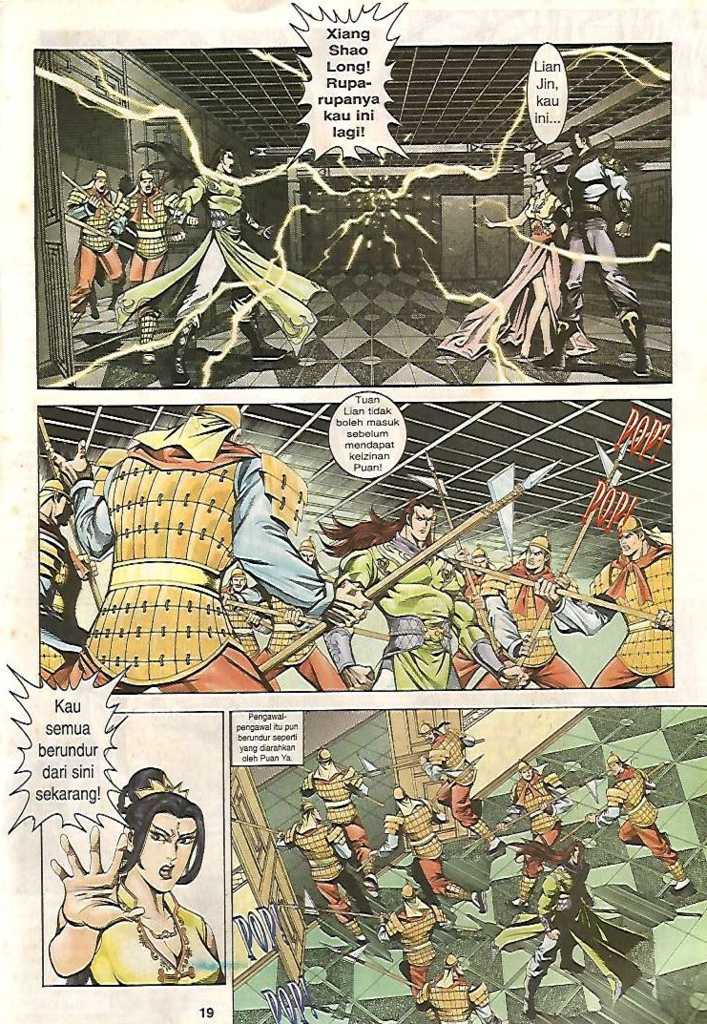 Xiang
Shao
Long!
Rupa-
rupanya
kau ini
lagi!
Lian
Jin,
kau
ini...
Tuan
Lian tidak
boleh masuk
sebelum
mendapat
keizinan
Puan!
POP!
POP!
Kau
semua
berundur
dari sini
sekarang!
Pengawal-
pengawal itu pun
berundur seperti
yang diarahkan
oleh Puan Ya.
POP!
POP!
19